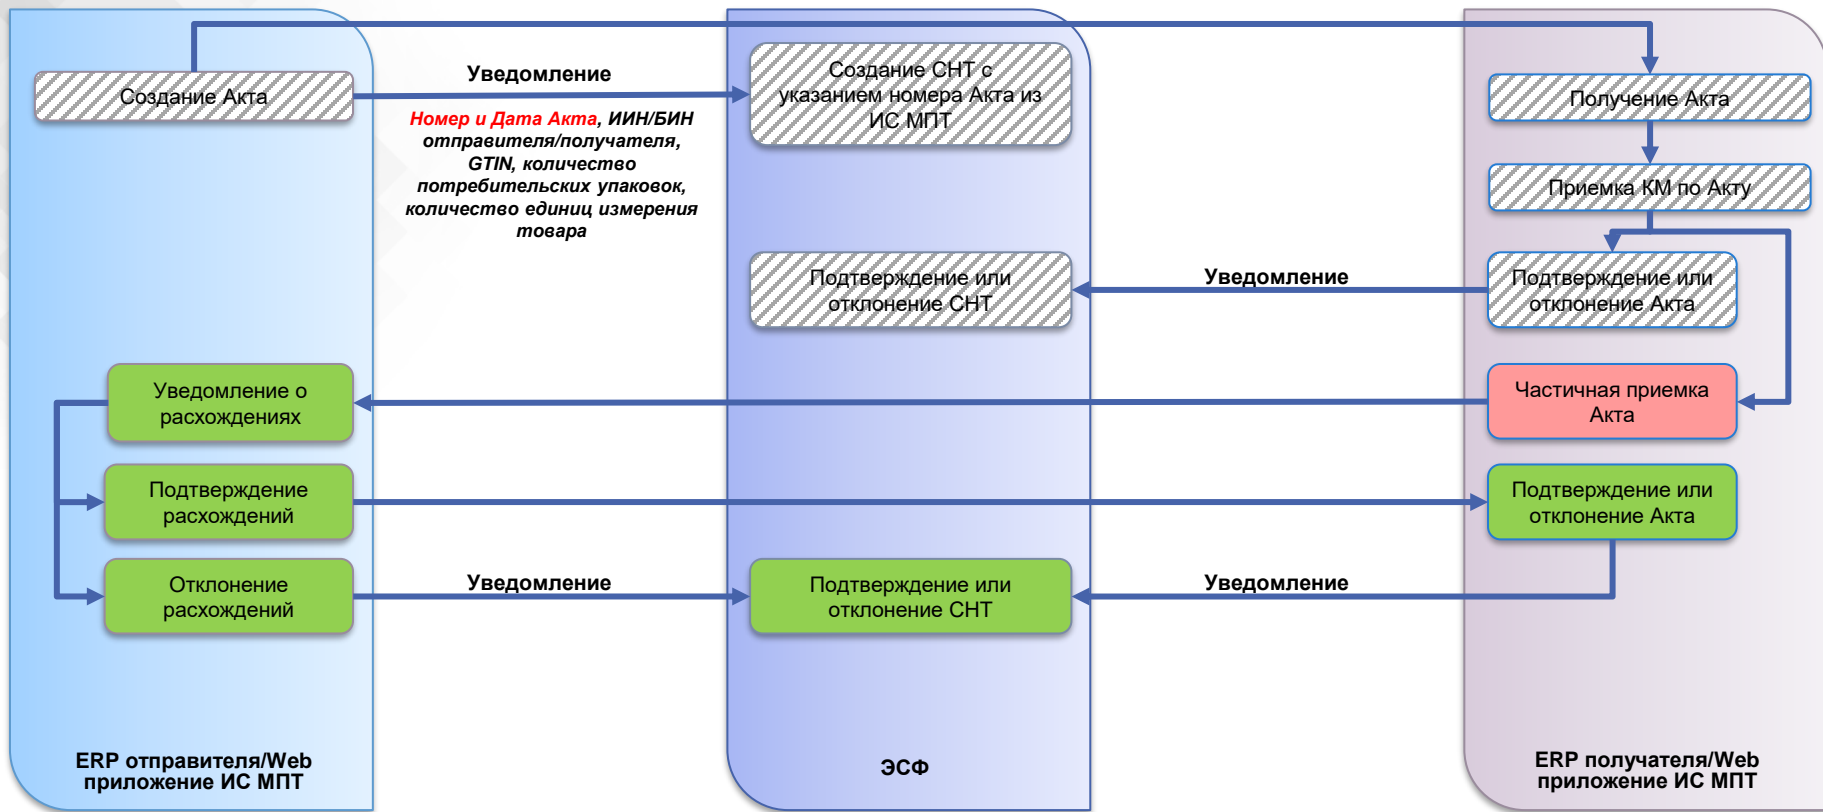 Создание Акта
Уведомление
Номер и Дата Акта, ИИН/БИН
отправителя/получателя,
GTIN, количество
потребительских упаковок,
количество единиц измерения
товара
Создание СНТ с
указанием номера Акта из
ИС МПТ
Получение Акта
Приемка КМ по Акту
Подтверждение или
отклонение СНТ
Уведомление
Подтверждение или
отклонение Акта
Уведомление о
расхождениях
Частичная приемка
Акта
Подтверждение
расхождений
Подтверждение или
отклонение Акта
Отклонение
расхождений
Уведомление
Подтверждение или
отклонение СНТ
Уведомление
ERP отправителя/Web
приложение ИС МПТ
ЭСФ
ERP получателя/Web
приложение ИС МПТ